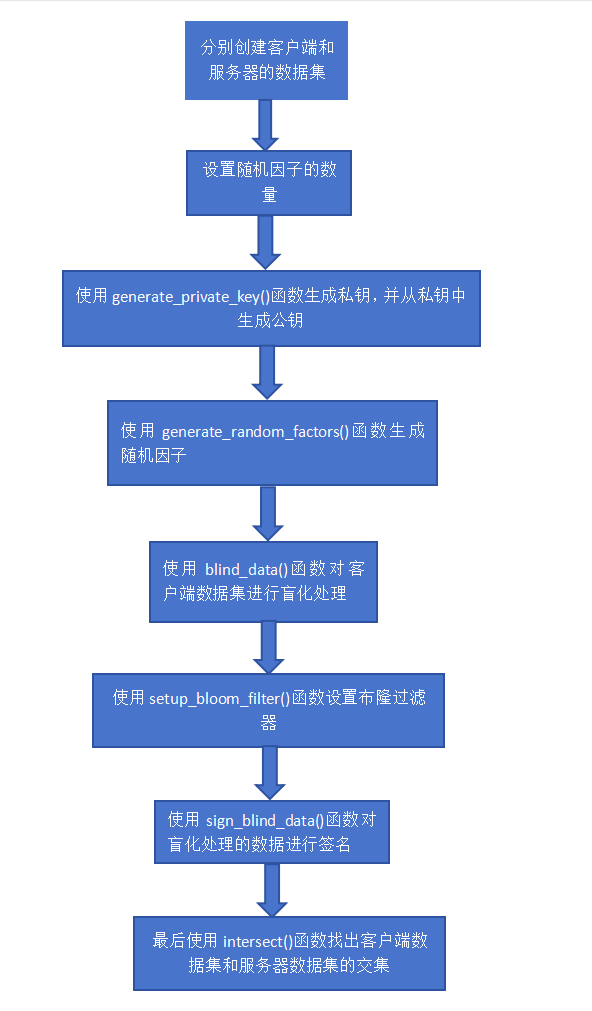 分别创建客户端和
服务器的数据集
设置随机因子的数
量
使用 generate_private_key()函数生成私钥，并从私钥中
生成公钥
使用 generate_random_factors()函数生成
随机因子
使用 blind_data()函数对客
户端数据集进行盲化处理
使用 setup_bloom_filter()函数设置布隆过滤
器
使用 sign_blind_data()函数对
盲化处理的数据进行签名
最后使用 intersect()函数找出客户端数
据集和服务器数据集的交集